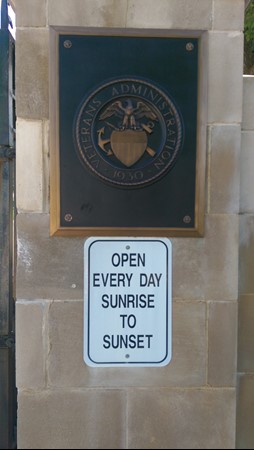 VETERANS ADMINISTRATION
1930
OPEN
EVERY DAY
SUNRISE
TO
SUNSET